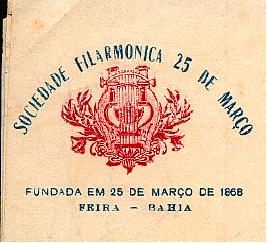 SOCIEDADE FILARMONICA 25 DE MARÇO
FUNDADA EM 25 DE MARÇO DE 1868
FEIRA - BAHIA